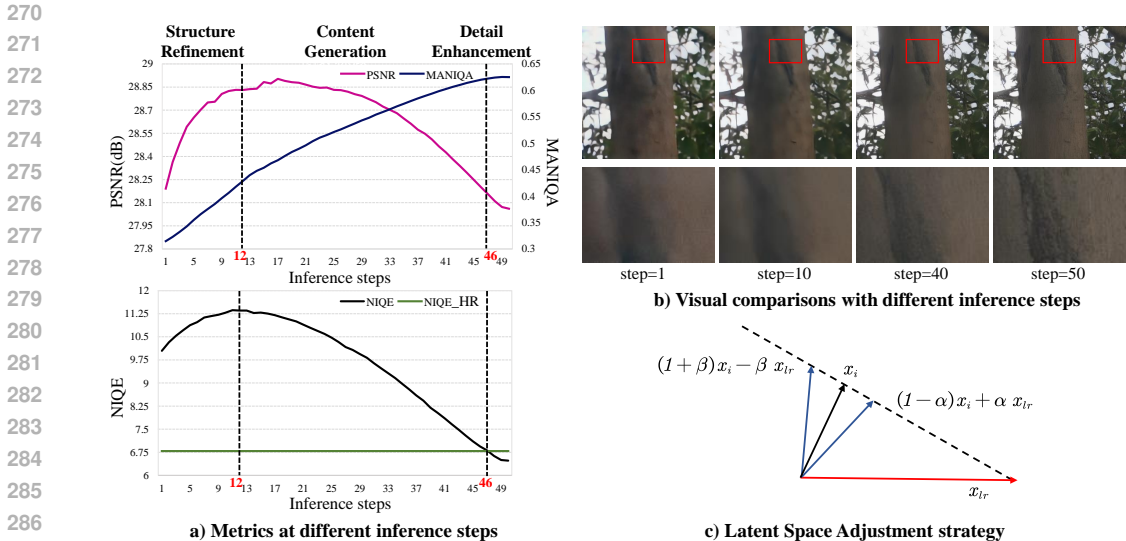 270
271
272
273
274
275
276
277
278
279
280
281
282
283
284
285
286
Structure Refinement
Content Generation
Detail Enhancement
PSNR MANIQA
29
28.85
28.7
28.55
28.4
28.25
28.1
27.95
27.8
PSNR(dB)
0.65
0.6
0.55
0.5
0.45
0.4
0.35
0.3
MANIQA
1 5 9 12 13 17 21 25 29 33 37 41 45 46 49
Inference steps
NIQE NIQE_HR
12
11.25
10.5
9.75
9
8.25
7.5
6.75
6
NIQE
1 5 9 12 13 17 21 25 29 33 37 41 45 46 49
Inference steps
a) Metrics at different inference steps
step=1 step=10 step=40 step=50
b) Visual comparisons with different inference steps
(1+β)x_i − β x_lr
x_i
(1−α)x_i + α x_lr
x_lr
c) Latent Space Adjustment strategy